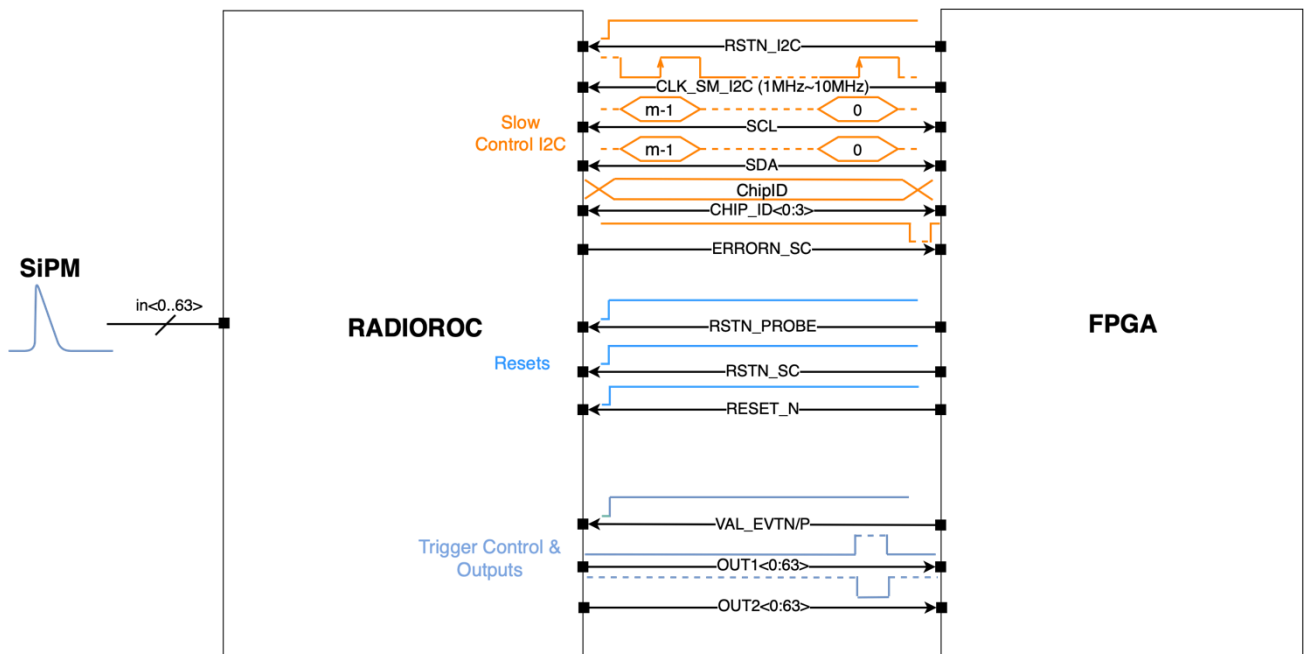 RSTN_I2C
CLK_SM_I2C (1MHz~10MHz)
m-1
0
Slow
Control I2C
SCL
m-1
0
SDA
ChipID
CHIP_ID<0:3>
ERRORN_SC
SiPM
in<0..63>
RADIOROC
FPGA
RSTN_PROBE
Resets
RSTN_SC
RESET_N
VAL_EVTN/P
Trigger Control &
Outputs
OUT1<0:63>
OUT2<0:63>